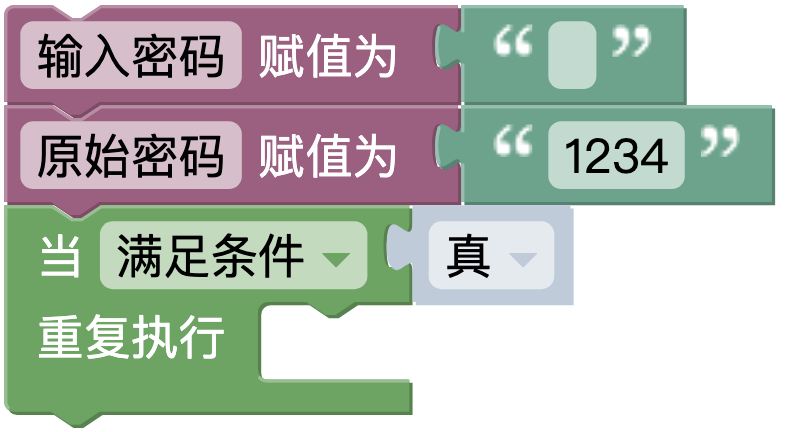 输入密码 赋值为 “ ”
原始密码 赋值为 “ 1234 ”
当 满足条件 真
重复执行